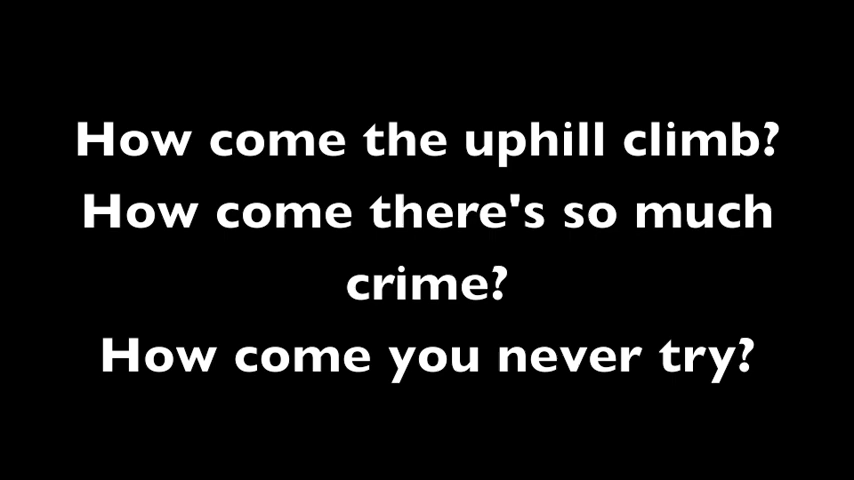 How come the uphill climb?
How come there's so much
crime?
How come you never try?